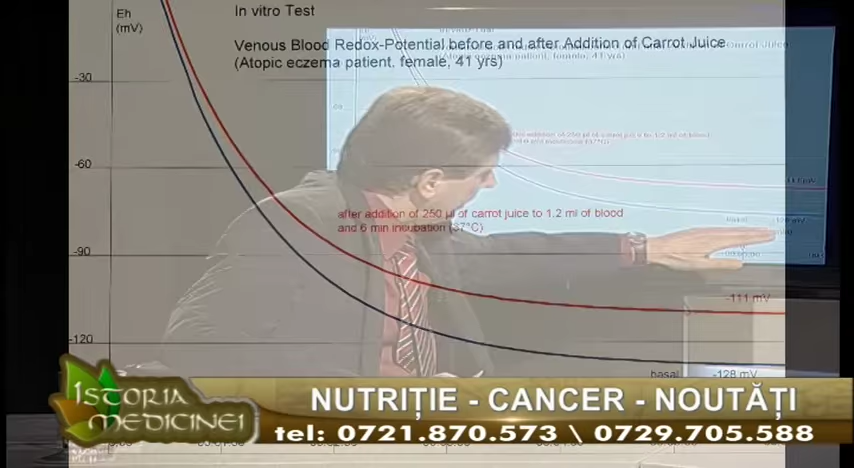 Eh
(mV)
In vitro Test
Venous Blood Redox-Potential before and after Addition of Carrot Juice
(Atopic eczema patient, female, 41 yrs)
-30
-60
after addition of 250 µl of carrot juice to 1.2 ml of blood
and 6 min incubation (37°C)
-90
-111 mV
-120
basal
-128 mV
ISTORIA
MEDICINEI
NUTRIȚIE - CANCER - NOUTĂȚI
tel: 0721.870.573 \ 0729.705.588